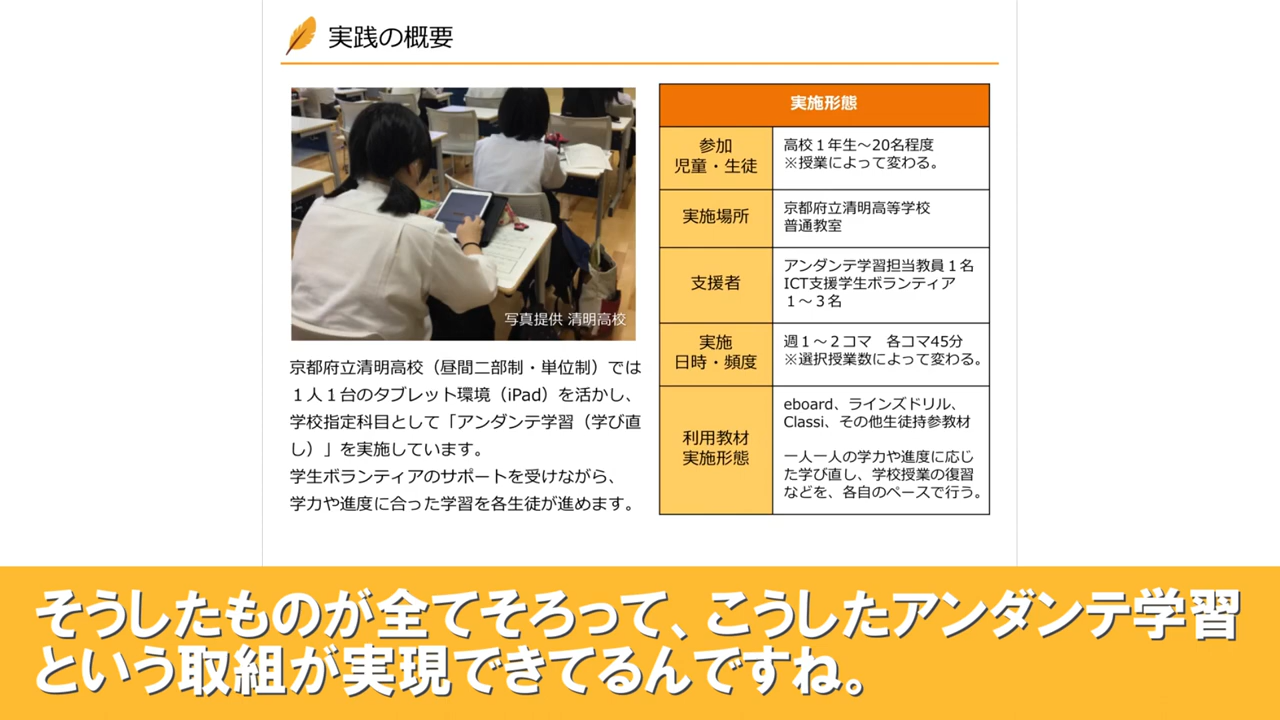 実践の概要
写真提供 清明高校
京都府立清明高校（昼間二部制・単位制）では
１人１台のタブレット環境（iPad）を活かし、
学校指定科目として「アンダンテ学習（学び直
し）」を実施しています。
学生ボランティアのサポートを受けながら、
学力や進度に合った学習を各生徒が進めます。
実施形態
参加
児童・生徒
高校１年生～20名程度
※授業によって変わる。
実施場所
京都府立清明高等学校
普通教室
支援者
アンダンテ学習担当教員１名
ICT支援学生ボランティア
１～３名
実施
日時・頻度
週１～２コマ　各コマ45分
※選択授業数によって変わる。
利用教材
実施形態
eboard、ラインズドリル、
Classi、その他生徒持参教材
一人一人の学力や進度に応じ
た学び直し、学校授業の復習
などを、各自のペースで行う。
そうしたものが全てそろって、こうしたアンダンテ学習
という取組が実現できてるんですね。